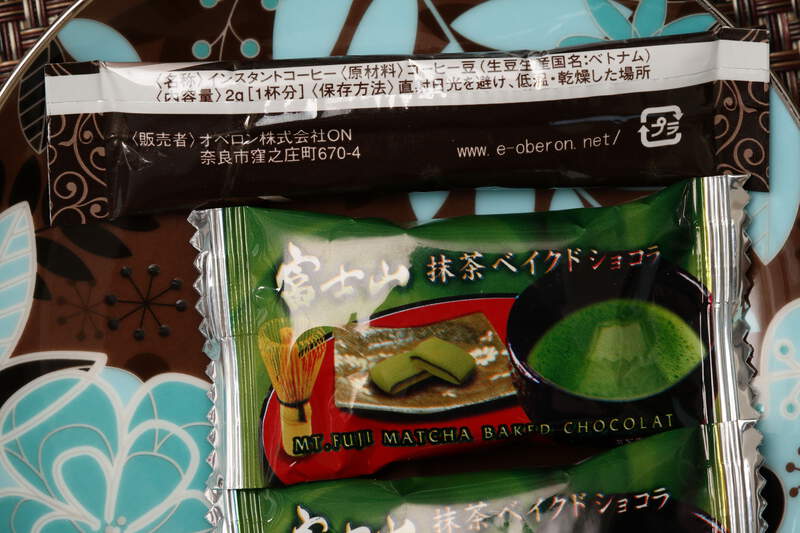 〈名称〉インスタントコーヒー〈原材料〉コーヒー豆(生豆生産国名:ベトナム)
〈内容量〉2g[1杯分]〈保存方法〉直射日光を避け、低温・乾燥した場所
〈販売者〉オベロン株式会社ON
奈良市窪之庄町670-4
www.e-oberon.net/
プラ
富士山 抹茶ベイクドショコラ
MT.FUJI MATCHA BAKED CHOCOLAT
富士山 抹茶ベイクドショコラ